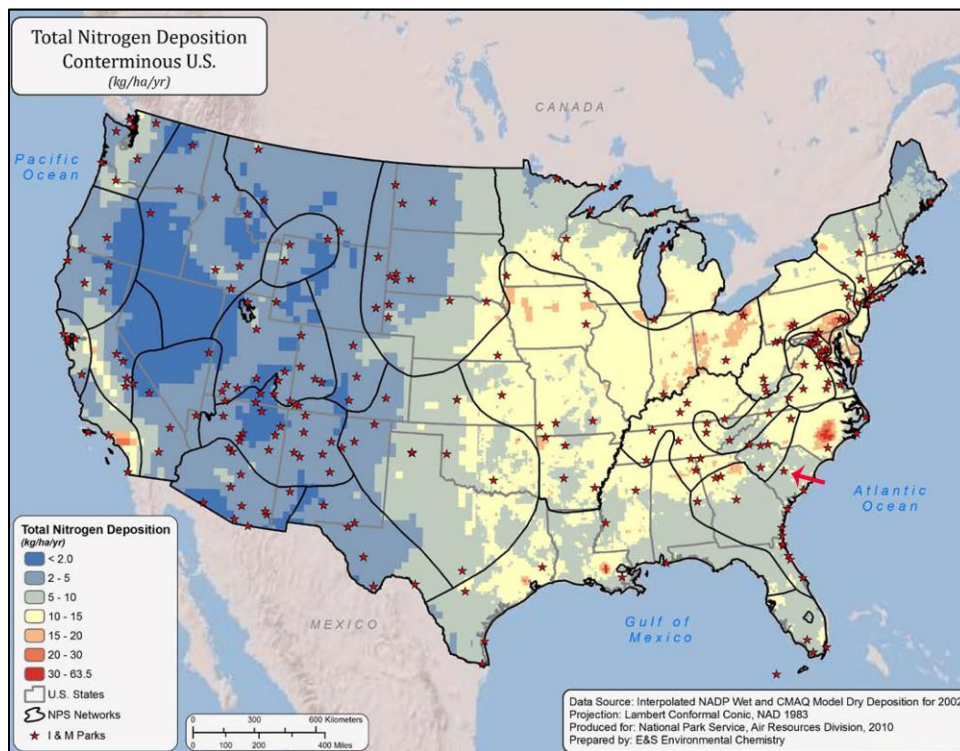 Total Nitrogen Deposition
Conterminous U.S.
(kg/ha/yr)
CANADA
Pacific
Ocean
Atlantic
Ocean
MEXICO
Gulf of
Mexico
Total Nitrogen Deposition
(kg/ha/yr)
< 2.0
2 - 5
5 - 10
10 - 15
15 - 20
20 - 30
30 - 63.5
U.S. States
NPS Networks
I & M Parks
0 300 600 Kilometers
0 100 200 400 Miles
Data Source: Interpolated NADP Wet and CMAQ Model Dry Deposition for 2002
Projection: Lambert Conformal Conic, NAD 1983
Produced for: National Park Service, Air Resources Division, 2010
Prepared by: E&S Environmental Chemistry